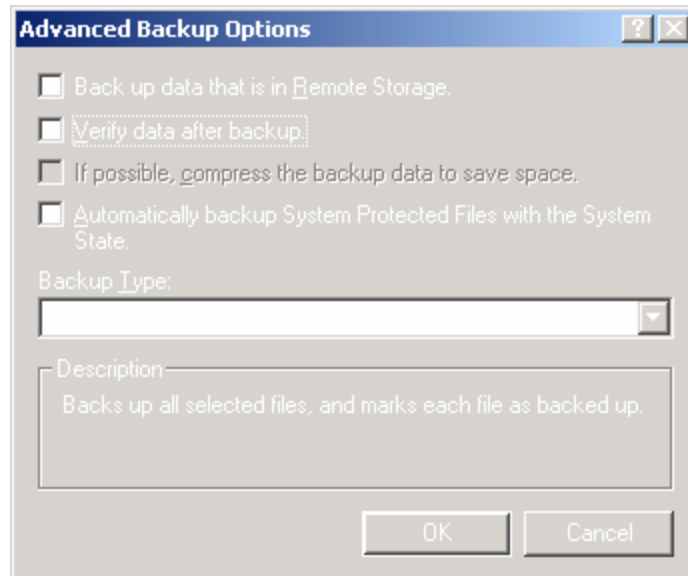 Advanced Backup Options
Back up data that is in Remote Storage.
Verify data after backup.
If possible, compress the backup data to save space.
Automatically backup System Protected Files with the System
State.
Backup Type:
Description
Backs up all selected files, and marks each file as backed up.
OK Cancel